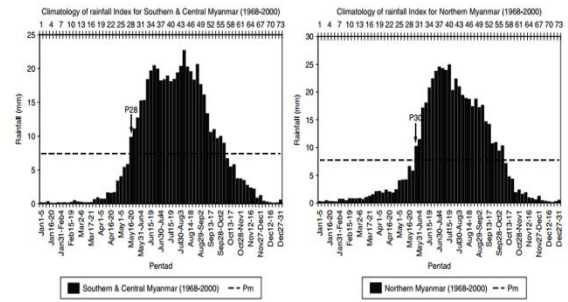 Climatology of rainfall Index for Southern & Central Myanmar (1968-2000)
1 4 7 10 13 16 19 22 25 28 31 34 37 40 43 46 49 52 55 58 61 64 67 70 73
25
20
15
10
5
0
Rainfall (mm)
P28
Jan1-5
Jan16-20
Jan31-Feb4
Feb15-19
Mar2-6
Mar17-21
Apr1-5
Apr16-20
May1-5
May16-20
May31-Jun4
Jun15-19
Jun30-Jul4
Jul15-19
Jul30-Aug3
Aug14-18
Aug29-Sep2
Sep13-17
Sep28-Oct2
Oct13-17
Oct28-Nov1
Nov12-16
Nov27-Dec1
Dec12-16
Dec27-31
Pentad
Southern & Central Myanmar (1968-2000) Pm
Climatology of rainfall Index for Northern Myanmar (1968-2000)
1 4 7 10 13 16 19 22 25 28 31 34 37 40 43 46 49 52 55 58 61 64 67 70 73
30
25
20
15
10
5
0
Rainfall (mm)
P30
Jan1-5
Jan16-20
Jan31-Feb4
Feb15-19
Mar2-6
Mar17-21
Apr1-5
Apr16-20
May1-5
May16-20
May31-Jun4
Jun15-19
Jun30-Jul4
Jul15-19
Jul30-Aug3
Aug14-18
Aug29-Sep2
Sep13-17
Sep28-Oct2
Oct13-17
Oct28-Nov1
Nov12-16
Nov27-Dec1
Dec12-16
Dec27-31
Pentad
Northern Myanmar (1968-2000) Pm